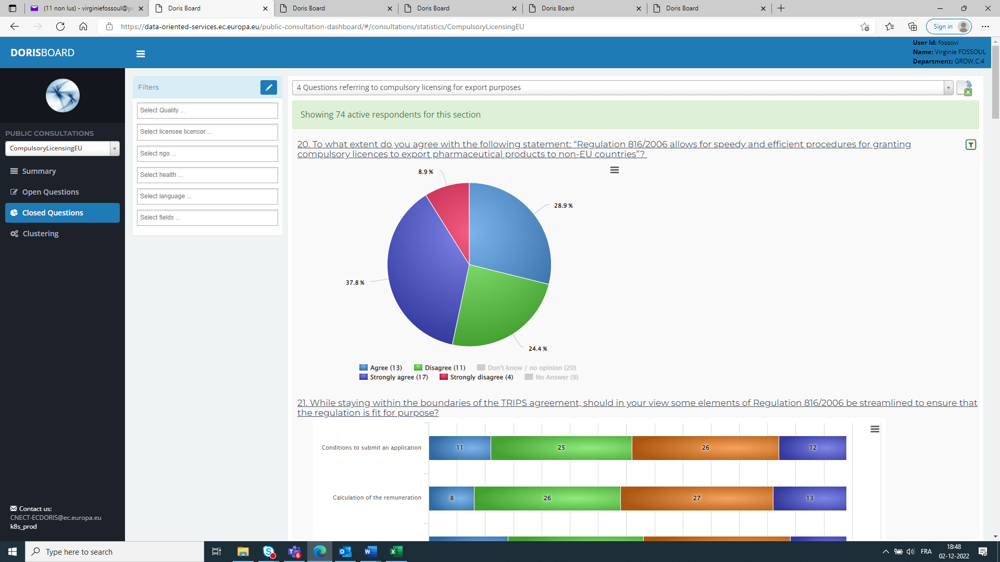 (11 non lus) - virginiefossoul@ya
Doris Board
Doris Board
Doris Board
Doris Board
Doris Board
https://data-oriented-services.ec.europa.eu/public-consultation-dashboard/#/consultations/statistics/CompulsoryLicensingEU
Sign in
DORISBOARD
User Id: fossovi
Name: Virginie FOSSOUL
Department: GROW.C.4
PUBLIC CONSULTATIONS
CompulsoryLicensingEU
Summary
Open Questions
Closed Questions
Clustering
Contact us:
CNECT-ECDORIS@ec.europa.eu
k8s_prod
Filters
Select Quality ...
Select licensee licensor ...
Select ngo ...
Select health ...
Select language ...
Select fields ...
4 Questions referring to compulsory licensing for export purposes
Showing 74 active respondents for this section
20. To what extent do you agree with the following statement: “Regulation 816/2006 allows for speedy and efficient procedures for granting
compulsory licences to export pharmaceutical products to non-EU countries”?
8.9 %
28.9 %
37.8 %
24.4 %
Agree (13) Disagree (11) Don't know / no opinion (20)
Strongly agree (17) Strongly disagree (4) No Answer (9)
21. While staying within the boundaries of the TRIPS agreement, should in your view some elements of Regulation 816/2006 be streamlined to ensure that
the regulation is fit for purpose?
Conditions to submit an application 11 25 26 12
Calculation of the remuneration 8 26 27 13
Type here to search
6
FRA
18:48
02-12-2022